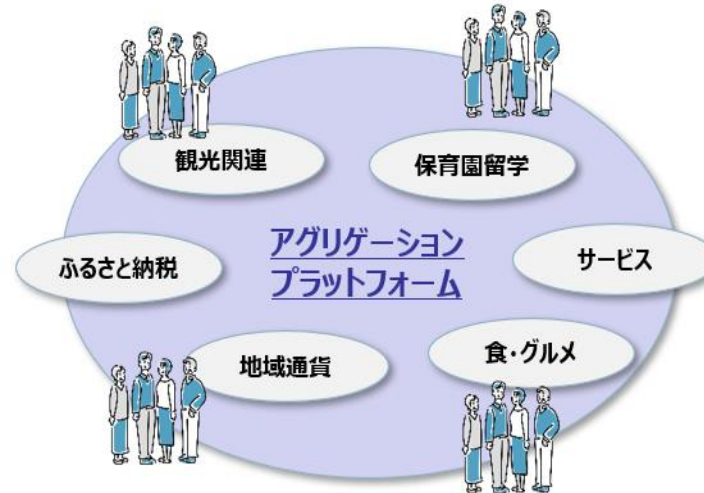 観光関連
保育園留学
アグリゲーション
プラットフォーム
ふるさと納税
サービス
地域通貨
食・グルメ